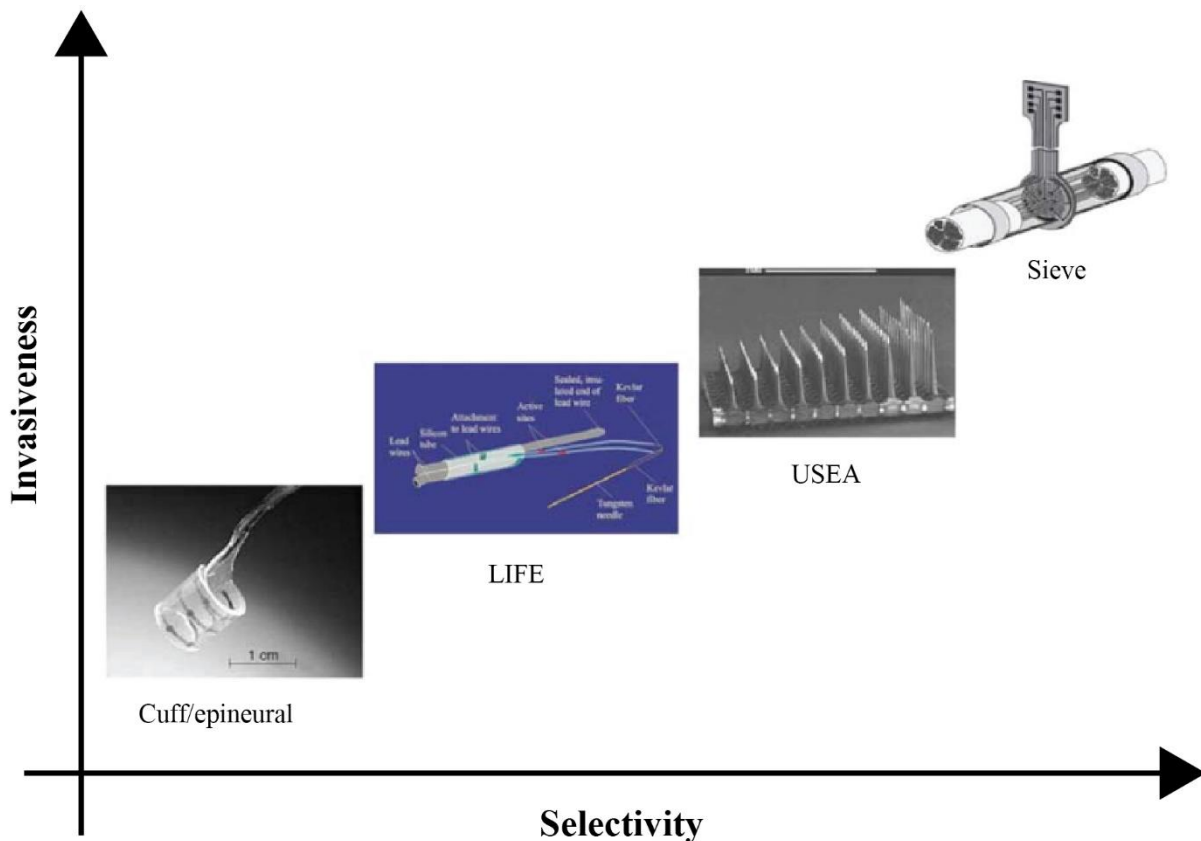 Invasiveness
Sieve
USEA
Sealed, insu-
lated end of
lead wire
Kevlar
fiber
Active
sites
Attachment
to lead wires
Silicon
tube
Lead
wires
Kevlar
fiber
Tungsten
needle
LIFE
1 cm
Cuff/epineural
Selectivity